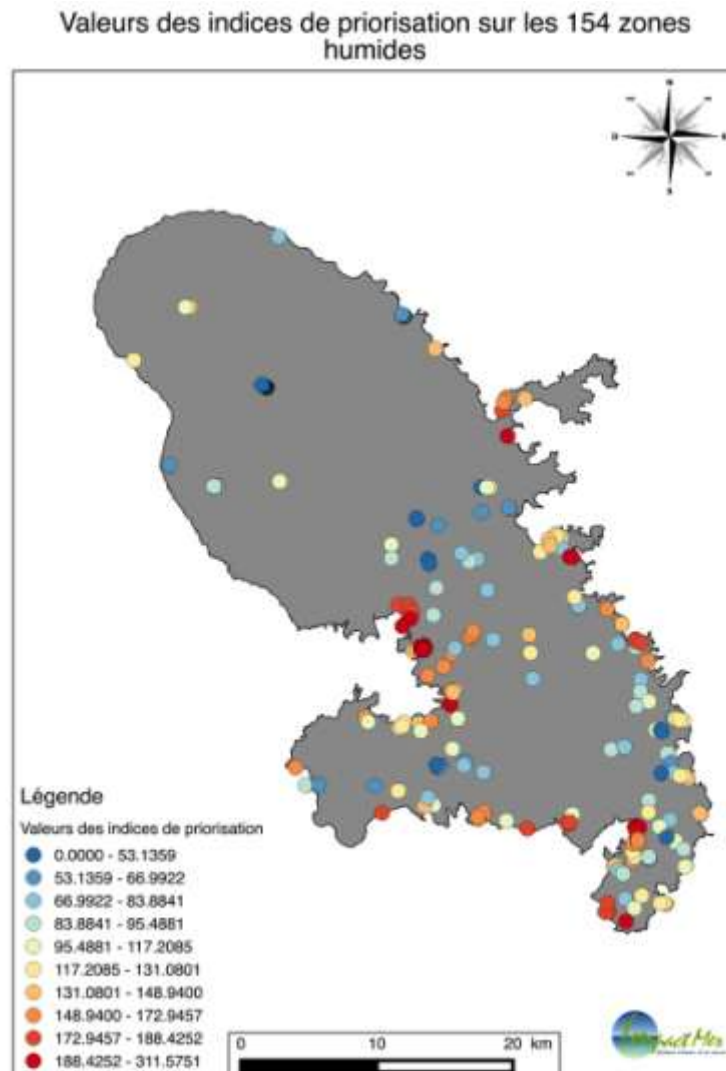 Valeurs des indices de priorisation sur les 154 zones
humides
Légende
Valeurs des indices de priorisation
0.0000 - 53.1359
53.1359 - 66.9922
66.9922 - 83.8841
83.8841 - 95.4881
95.4881 - 117.2085
117.2085 - 131.0801
131.0801 - 148.9400
148.9400 - 172.9457
172.9457 - 188.4252
188.4252 - 311.5751
0 10 20 km
Impact Mer